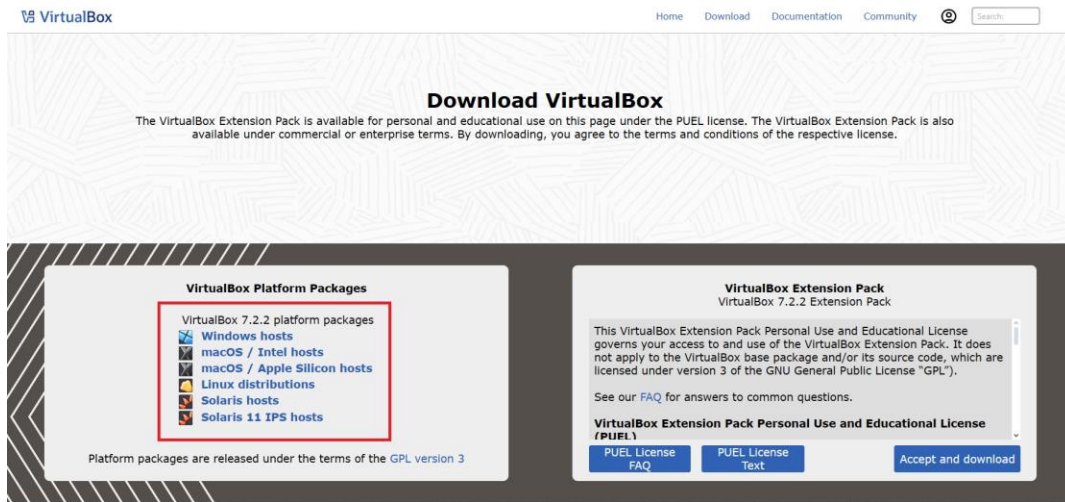 VirtualBox
Home Download Documentation Community Search:
Download VirtualBox
The VirtualBox Extension Pack is available for personal and educational use on this page under the PUEL license. The VirtualBox Extension Pack is also
available under commercial or enterprise terms. By downloading, you agree to the terms and conditions of the respective license.
VirtualBox Platform Packages
VirtualBox 7.2.2 platform packages
Windows hosts
macOS / Intel hosts
macOS / Apple Silicon hosts
Linux distributions
Solaris hosts
Solaris 11 IPS hosts
Platform packages are released under the terms of the GPL version 3
VirtualBox Extension Pack
VirtualBox 7.2.2 Extension Pack
This VirtualBox Extension Pack Personal Use and Educational License
governs your access to and use of the VirtualBox Extension Pack. It does
not apply to the VirtualBox base package and/or its source code, which are
licensed under version 3 of the GNU General Public License "GPL").
See our FAQ for answers to common questions.
VirtualBox Extension Pack Personal Use and Educational License
(PUEL)
PUEL License
FAQ
PUEL License
Text
Accept and download